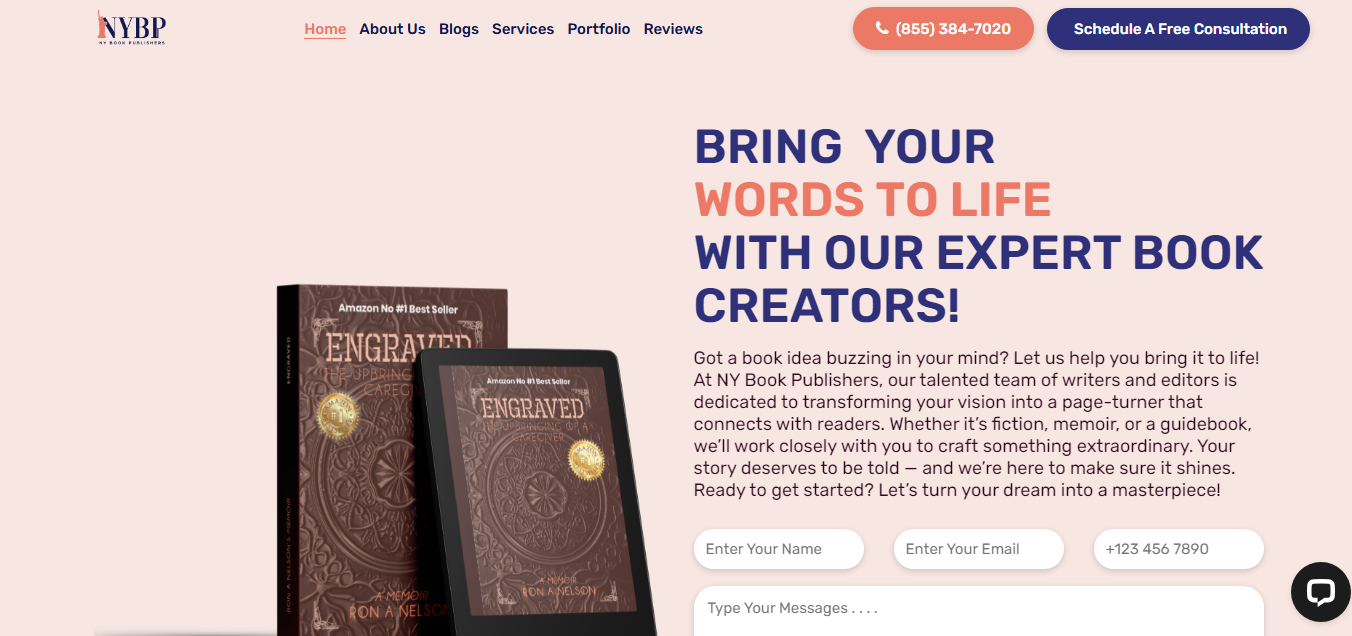 NYBP
NY BOOK PUBLISHERS
Home About Us Blogs Services Portfolio Reviews
(855) 384-7020
Schedule A Free Consultation
BRING YOUR
WORDS TO LIFE
WITH OUR EXPERT BOOK
CREATORS!
Got a book idea buzzing in your mind? Let us help you bring it to life!
At NY Book Publishers, our talented team of writers and editors is
dedicated to transforming your vision into a page-turner that
connects with readers. Whether it's fiction, memoir, or a guidebook,
we'll work closely with you to craft something extraordinary. Your
story deserves to be told — and we're here to make sure it shines.
Ready to get started? Let's turn your dream into a masterpiece!
Enter Your Name
Enter Your Email
+123 456 7890
Type Your Messages . . . .
Amazon No #1 Best Seller
ENGRAVED
THE UPBRINGING
CAREG
A MEMOIR
RON A NELSON
ENGRAVED
RON A NELSON'S MEMOIR
Amazon No #1 Best Seller
ENGRAVED
THE UPBRINGING OF A
CAREGIVER
A MEMOIR
RON A NELSON